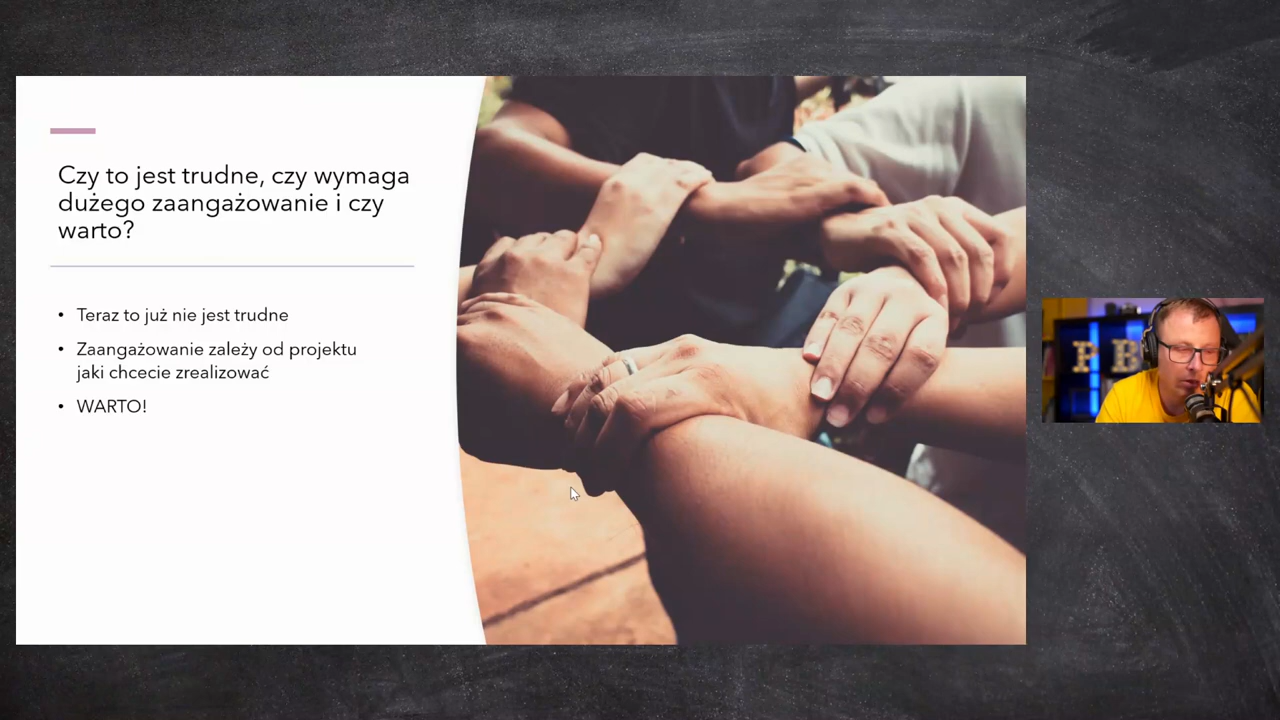 Czy to jest trudne, czy wymaga
dużego zaangażowanie i czy
warto?
• Teraz to już nie jest trudne
• Zaangażowanie zależy od projektu
jaki chcecie zrealizować
• WARTO!
P B